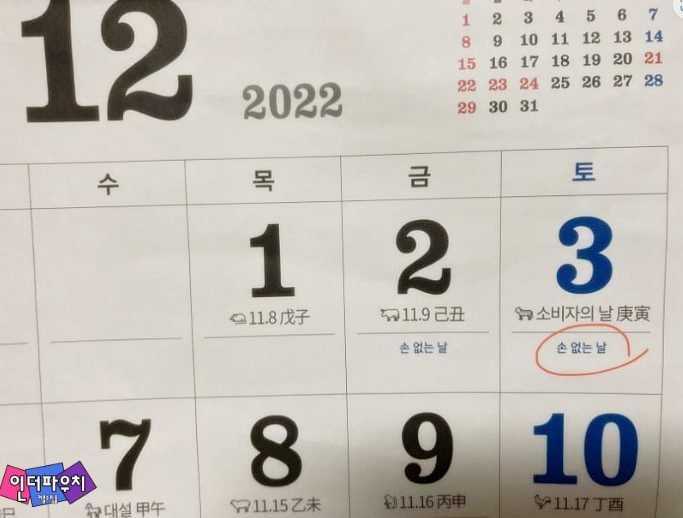 12
2022
1 2 3 4 5 6 7
8 9 10 11 12 13 14
15 16 17 18 19 20 21
22 23 24 25 26 27 28
29 30 31
수 목 금 토
1 2 3
11.8 戊子 11.9 己丑 소비자의 날 庚寅
손 없는 날 손 없는 날
7 8 9 10
대설 甲午 11.15 乙未 11.16 丙申 11.17 丁酉
인더파우치